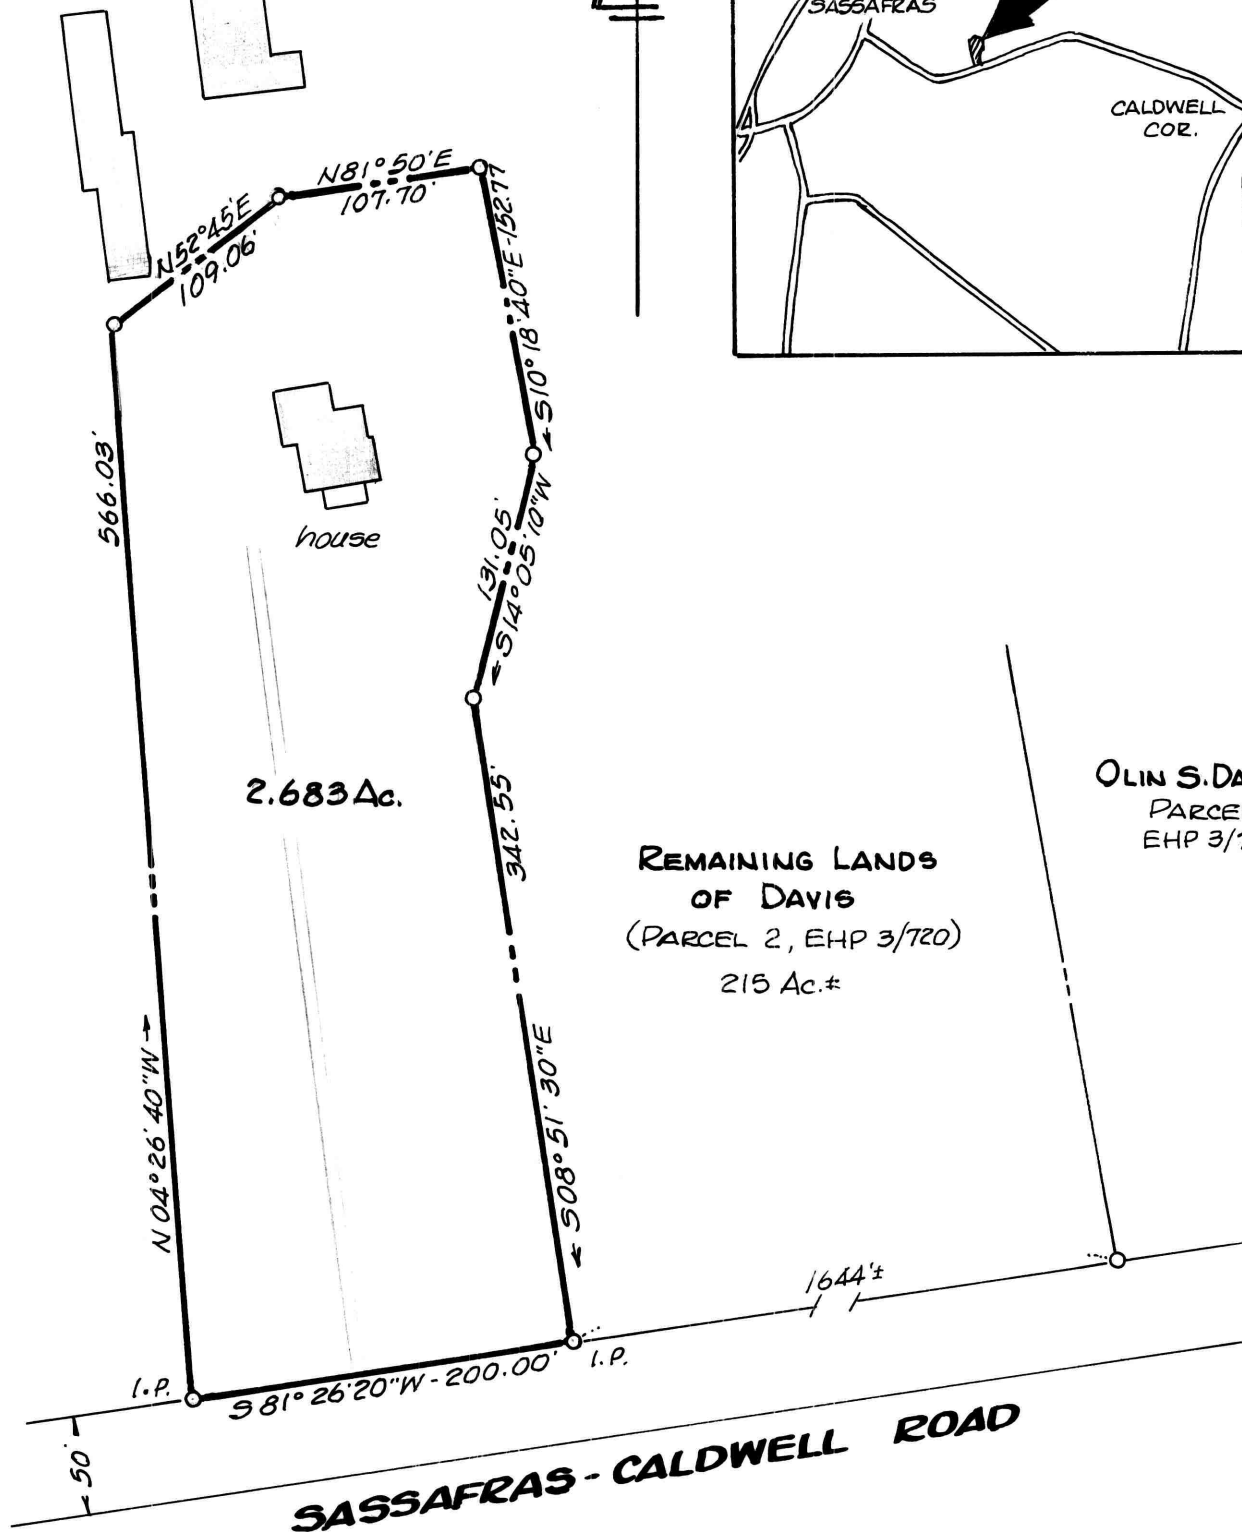 SASSAFRAS
CALDWELL
COR.
N81°50'E
107.70'
N52°45'E
109.06'
S10°18'40"E-152.77
566.03'
house
131.05'
S14°05'10"W
2.683 Ac.
342.55'
REMAINING LANDS
OF DAVIS
(PARCEL 2, EHP 3/720)
215 Ac.±
OLIN S.DA
PARCE
EHP 3/
N 04°26'40"W
S08°51'30"E
1644'±
I.P.
I.P.
S 81°26'20"W-200.00'
50'
SASSAFRAS-CALDWELL ROAD